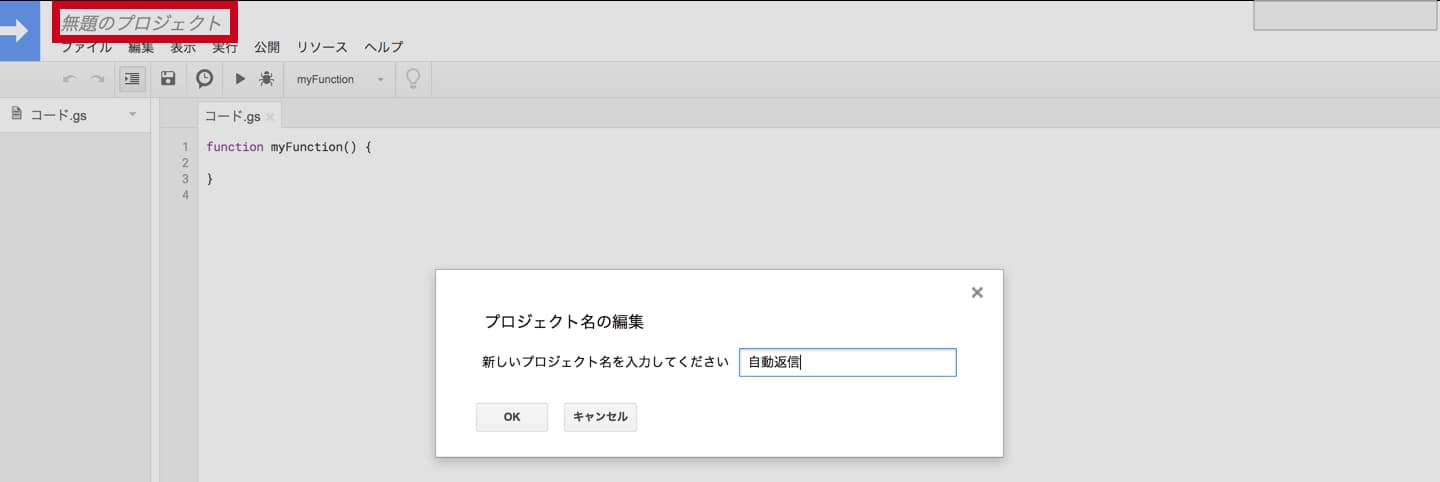 無題のプロジェクト
ファイル 編集 表示 実行 公開 リソース ヘルプ
myFunction
コード.gs
コード.gs
1 function myFunction() {
2
3 }
4
プロジェクト名の編集
新しいプロジェクト名を入力してください 自動返信
OK キャンセル